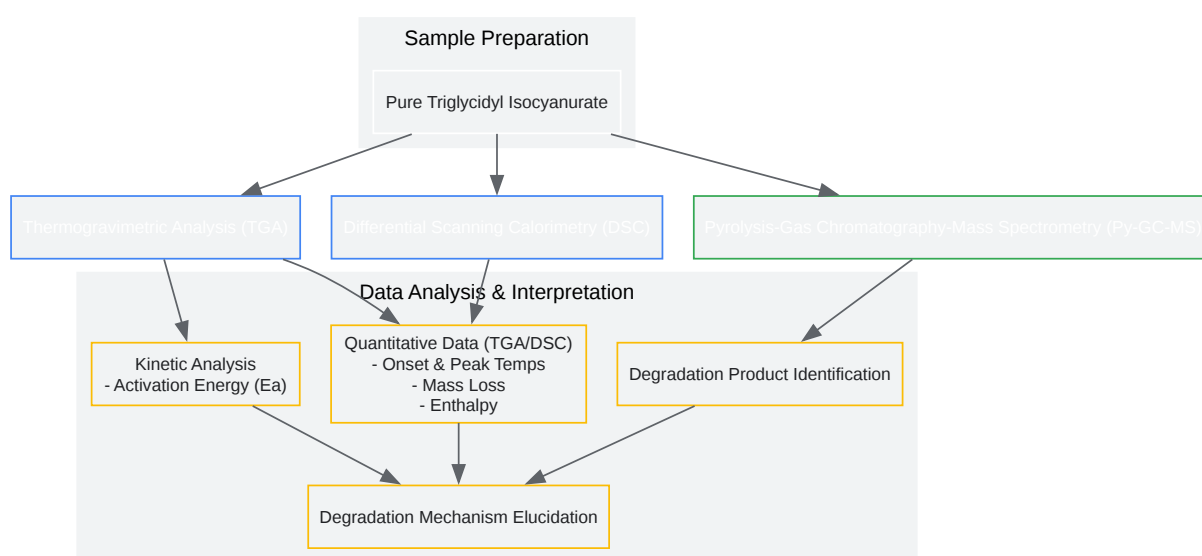 Sample Preparation
Pure Triglycidyl Isocyanurate
Thermogravimetric Analysis (TGA)
Differential Scanning Calorimetry (DSC)
Pyrolysis-Gas Chromatography-Mass Spectrometry (Py-GC-MS)
Data Analysis & Interpretation
Kinetic Analysis
- Activation Energy (Ea)
Quantitative Data (TGA/DSC)
- Onset & Peak Temps
- Mass Loss
- Enthalpy
Degradation Product Identification
Degradation Mechanism Elucidation